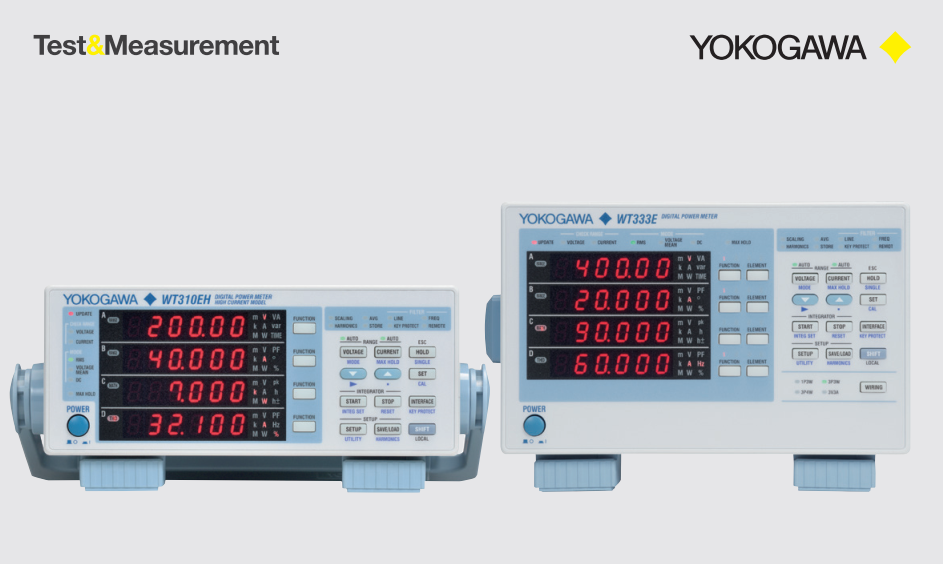 Test&Measurement
YOKOGAWA
YOKOGAWA WT310EH DIGITAL POWER METER
HIGH CURRENT MODEL
UPDATE
VOLTAGE
CURRENT
RMS
VOLTAGE
MEAN
DC
MAX HOLD
POWER
A 200.00 m V VA
k A var
M W TIME
B 40.000 m V PF
k A °
M W %
C 7.000
k A h
M W h±
D 32.100 m V PF
k A Hz
M W %
FUNCTION
FUNCTION
FUNCTION
FUNCTION
SCALING AVG LINE FREQ
HARMONICS STORE KEY PROTECT REMOTE
AUTO RANGE AUTO ESC
VOLTAGE CURRENT HOLD
MODE MAX HOLD SINGLE
SET
CAL
INTEGRATOR
START STOP INTERFACE
INTEG SET RESET KEY PROTECT
SETUP
SETUP SAVE/LOAD SHIFT
UTILITY HARMONICS LOCAL
YOKOGAWA WT333E DIGITAL POWER METER
UPDATE VOLTAGE CURRENT RMS VOLTAGE MEAN DC MAX HOLD
A 400.00 m V VA
k A var
M W TIME
B 20.000 m V PF
k A °
M W %
C 90.000
k A h
M W h±
D 60.000 m V PF
k A Hz
M W %
FUNCTION ELEMENT
FUNCTION ELEMENT
FUNCTION ELEMENT
FUNCTION ELEMENT
POWER
FILTER
SCALING AVG LINE FREQ
HARMONICS STORE KEY PROTECT REMOTE
AUTO RANGE AUTO ESC
VOLTAGE CURRENT HOLD
MODE MAX HOLD SINGLE
SET
CAL
INTEGRATOR
START STOP INTERFACE
INTEG SET RESET KEY PROTECT
SETUP
SETUP SAVE/LOAD SHIFT
UTILITY HARMONICS LOCAL
1P3W 3P3W
3P4W 3V3A
WIRING